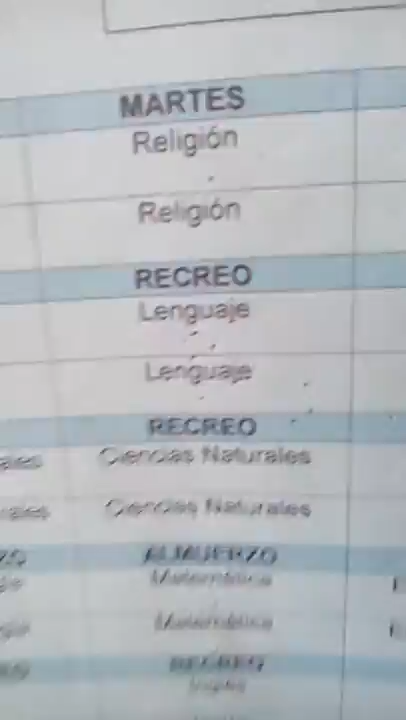 MARTES
Religión
Religión
RECREO
Lenguaje
Lenguaje
RECREO
Ciencias Naturales
Ciencias Naturales
ALMUERZO
Matemática
Matemática
RECREO